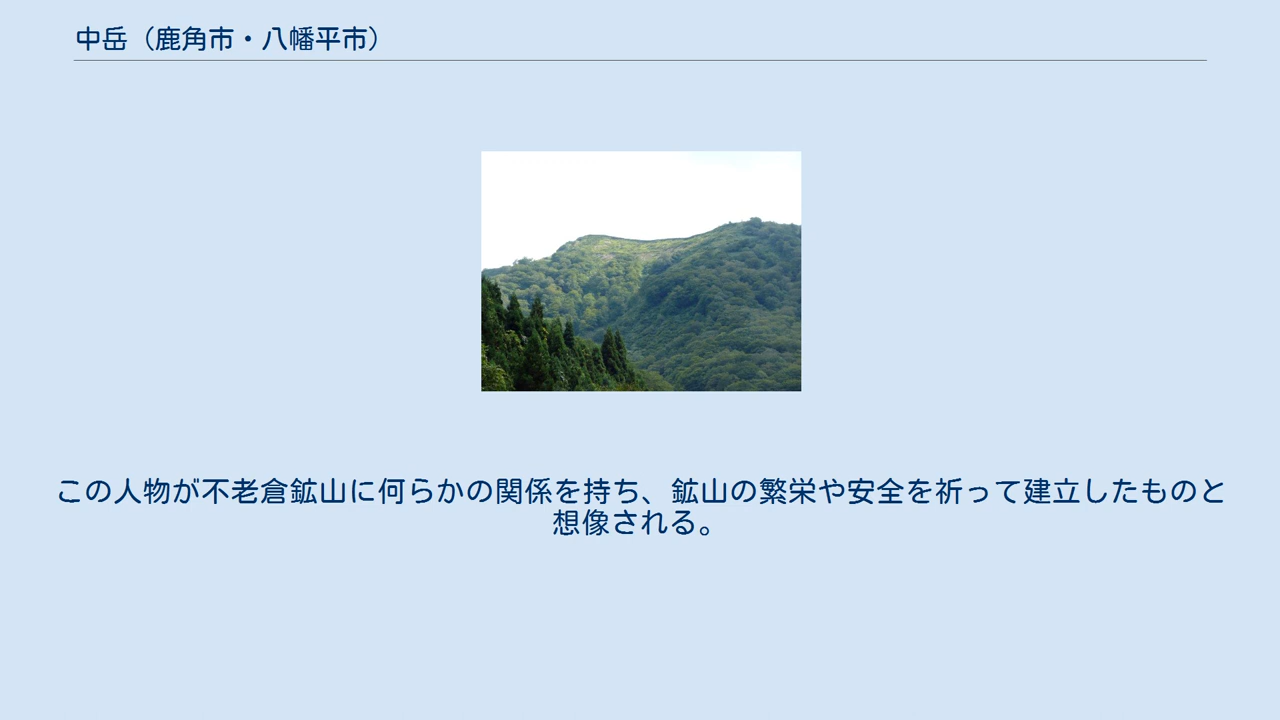 中岳（鹿角市・八幡平市）
この人物が不老倉鉱山に何らかの関係を持ち、鉱山の繁栄や安全を祈って建立したものと
想像される。